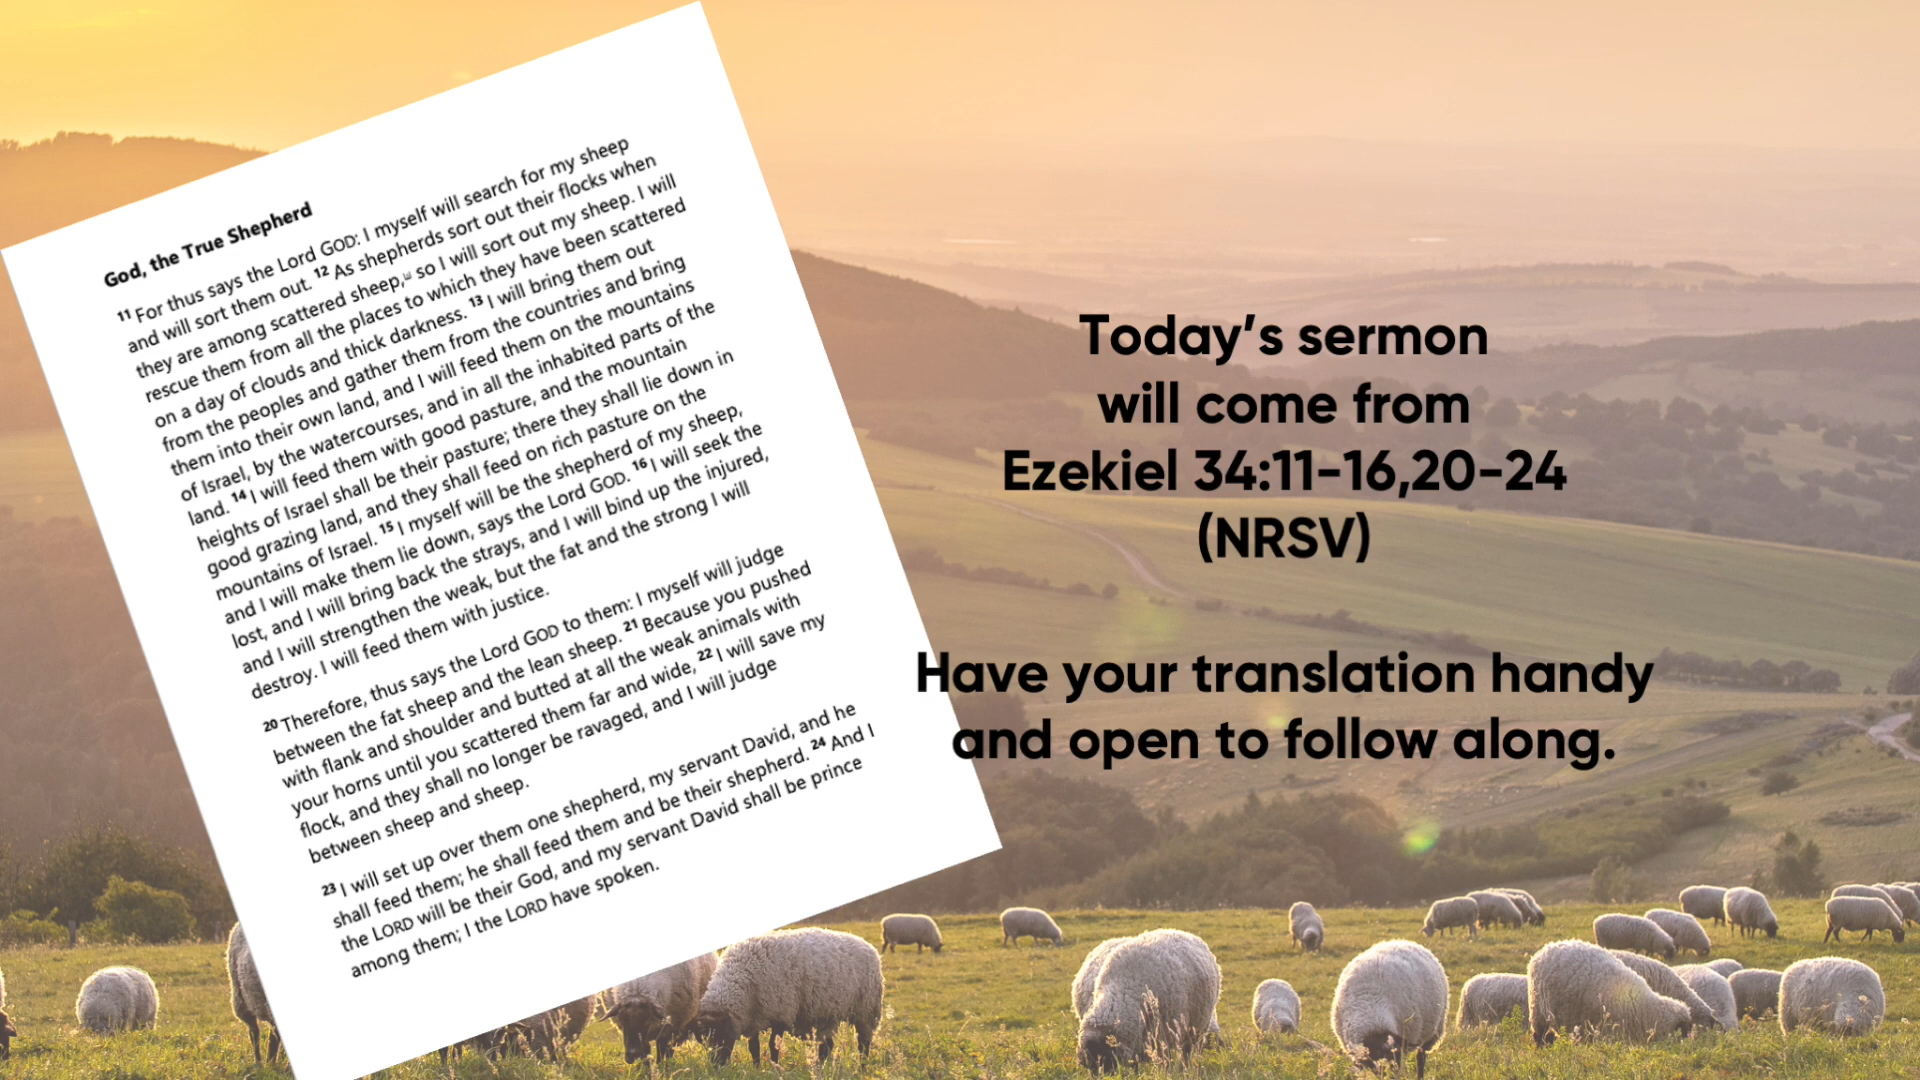 God, the True Shepherd
11 For thus says the Lord GOD: I myself will search for my sheep
and will sort them out. 12 As shepherds sort out their flocks when
they are among scattered sheep, so I will sort out my sheep. I will
rescue them from all the places to which they have been scattered
on a day of clouds and thick darkness. 13 I will bring them out
from the peoples and gather them from the countries and bring
them into their own land, and I will feed them on the mountains
of Israel, by the watercourses, and in all the inhabited parts of the
land. 14 I will feed them with good pasture, and the mountain
heights of Israel shall be their pasture; there they shall lie down in
good grazing land, and they shall feed on rich pasture on the
mountains of Israel. 15 I myself will be the shepherd of my sheep,
and I will make them lie down, says the Lord GOD. 16 I will seek the
lost, and I will bring back the strays, and I will bind up the injured,
and I will strengthen the weak, but the fat and the strong I will
destroy. I will feed them with justice.
20 Therefore, thus says the Lord GOD to them: I myself will judge
between the fat sheep and the lean sheep. 21 Because you pushed
with flank and shoulder and butted at all the weak animals with
your horns until you scattered them far and wide, 22 I will save my
flock, and they shall no longer be ravaged, and I will judge
between sheep and sheep.
23 I will set up over them one shepherd, my servant David, and he
shall feed them; he shall feed them and be their shepherd. 24 And I
the LORD will be their God, and my servant David shall be prince
among them; I the LORD have spoken.
Today’s sermon
will come from
Ezekiel 34:11-16,20-24
(NRSV)
Have your translation handy
and open to follow along.